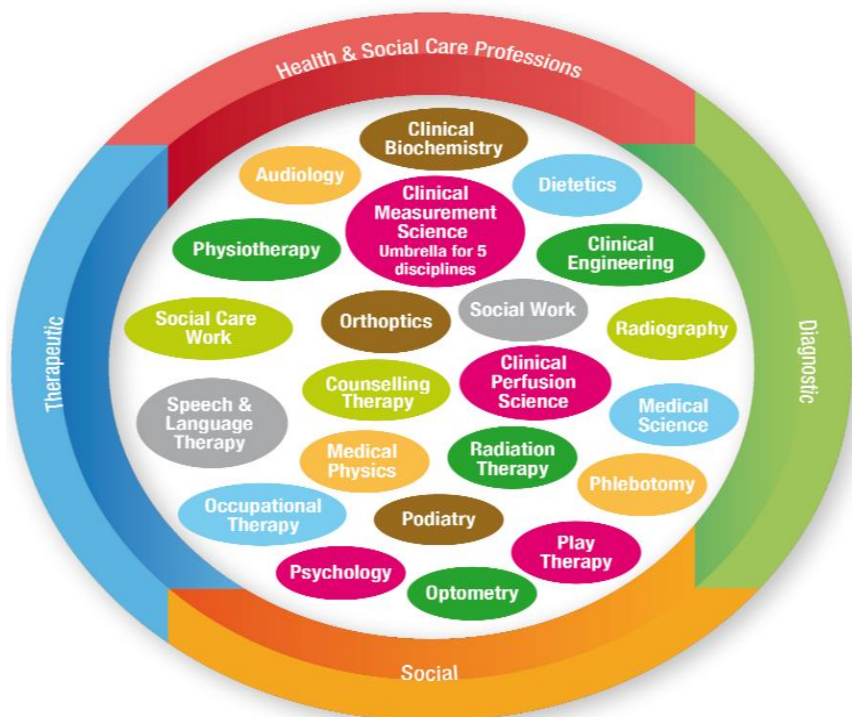 Health & Social Care Professions
Clinical
Biochemistry
Audiology
Dietetics
Clinical
Measurement
Science
Umbrella for 5
disciplines
Physiotherapy
Clinical
Engineering
Social Care
Work
Orthoptics
Social Work
Radiography
Therapeutic
Diagnostic
Counselling
Therapy
Clinical
Perfusion
Science
Speech &
Language
Therapy
Medical
Science
Medical
Physics
Radiation
Therapy
Phlebotomy
Occupational
Therapy
Podiatry
Play
Therapy
Psychology
Optometry
Social